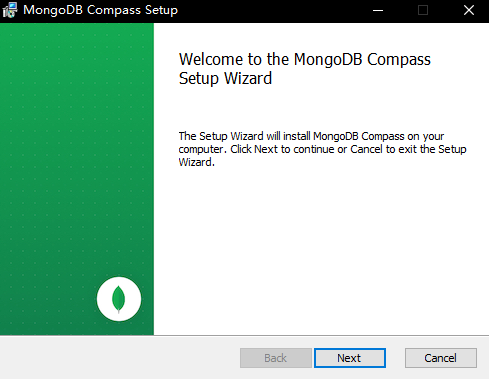 MongoDB Compass Setup
Welcome to the MongoDB Compass
Setup Wizard
The Setup Wizard will install MongoDB Compass on your
computer. Click Next to continue or Cancel to exit the Setup
Wizard.
Back
Next
Cancel